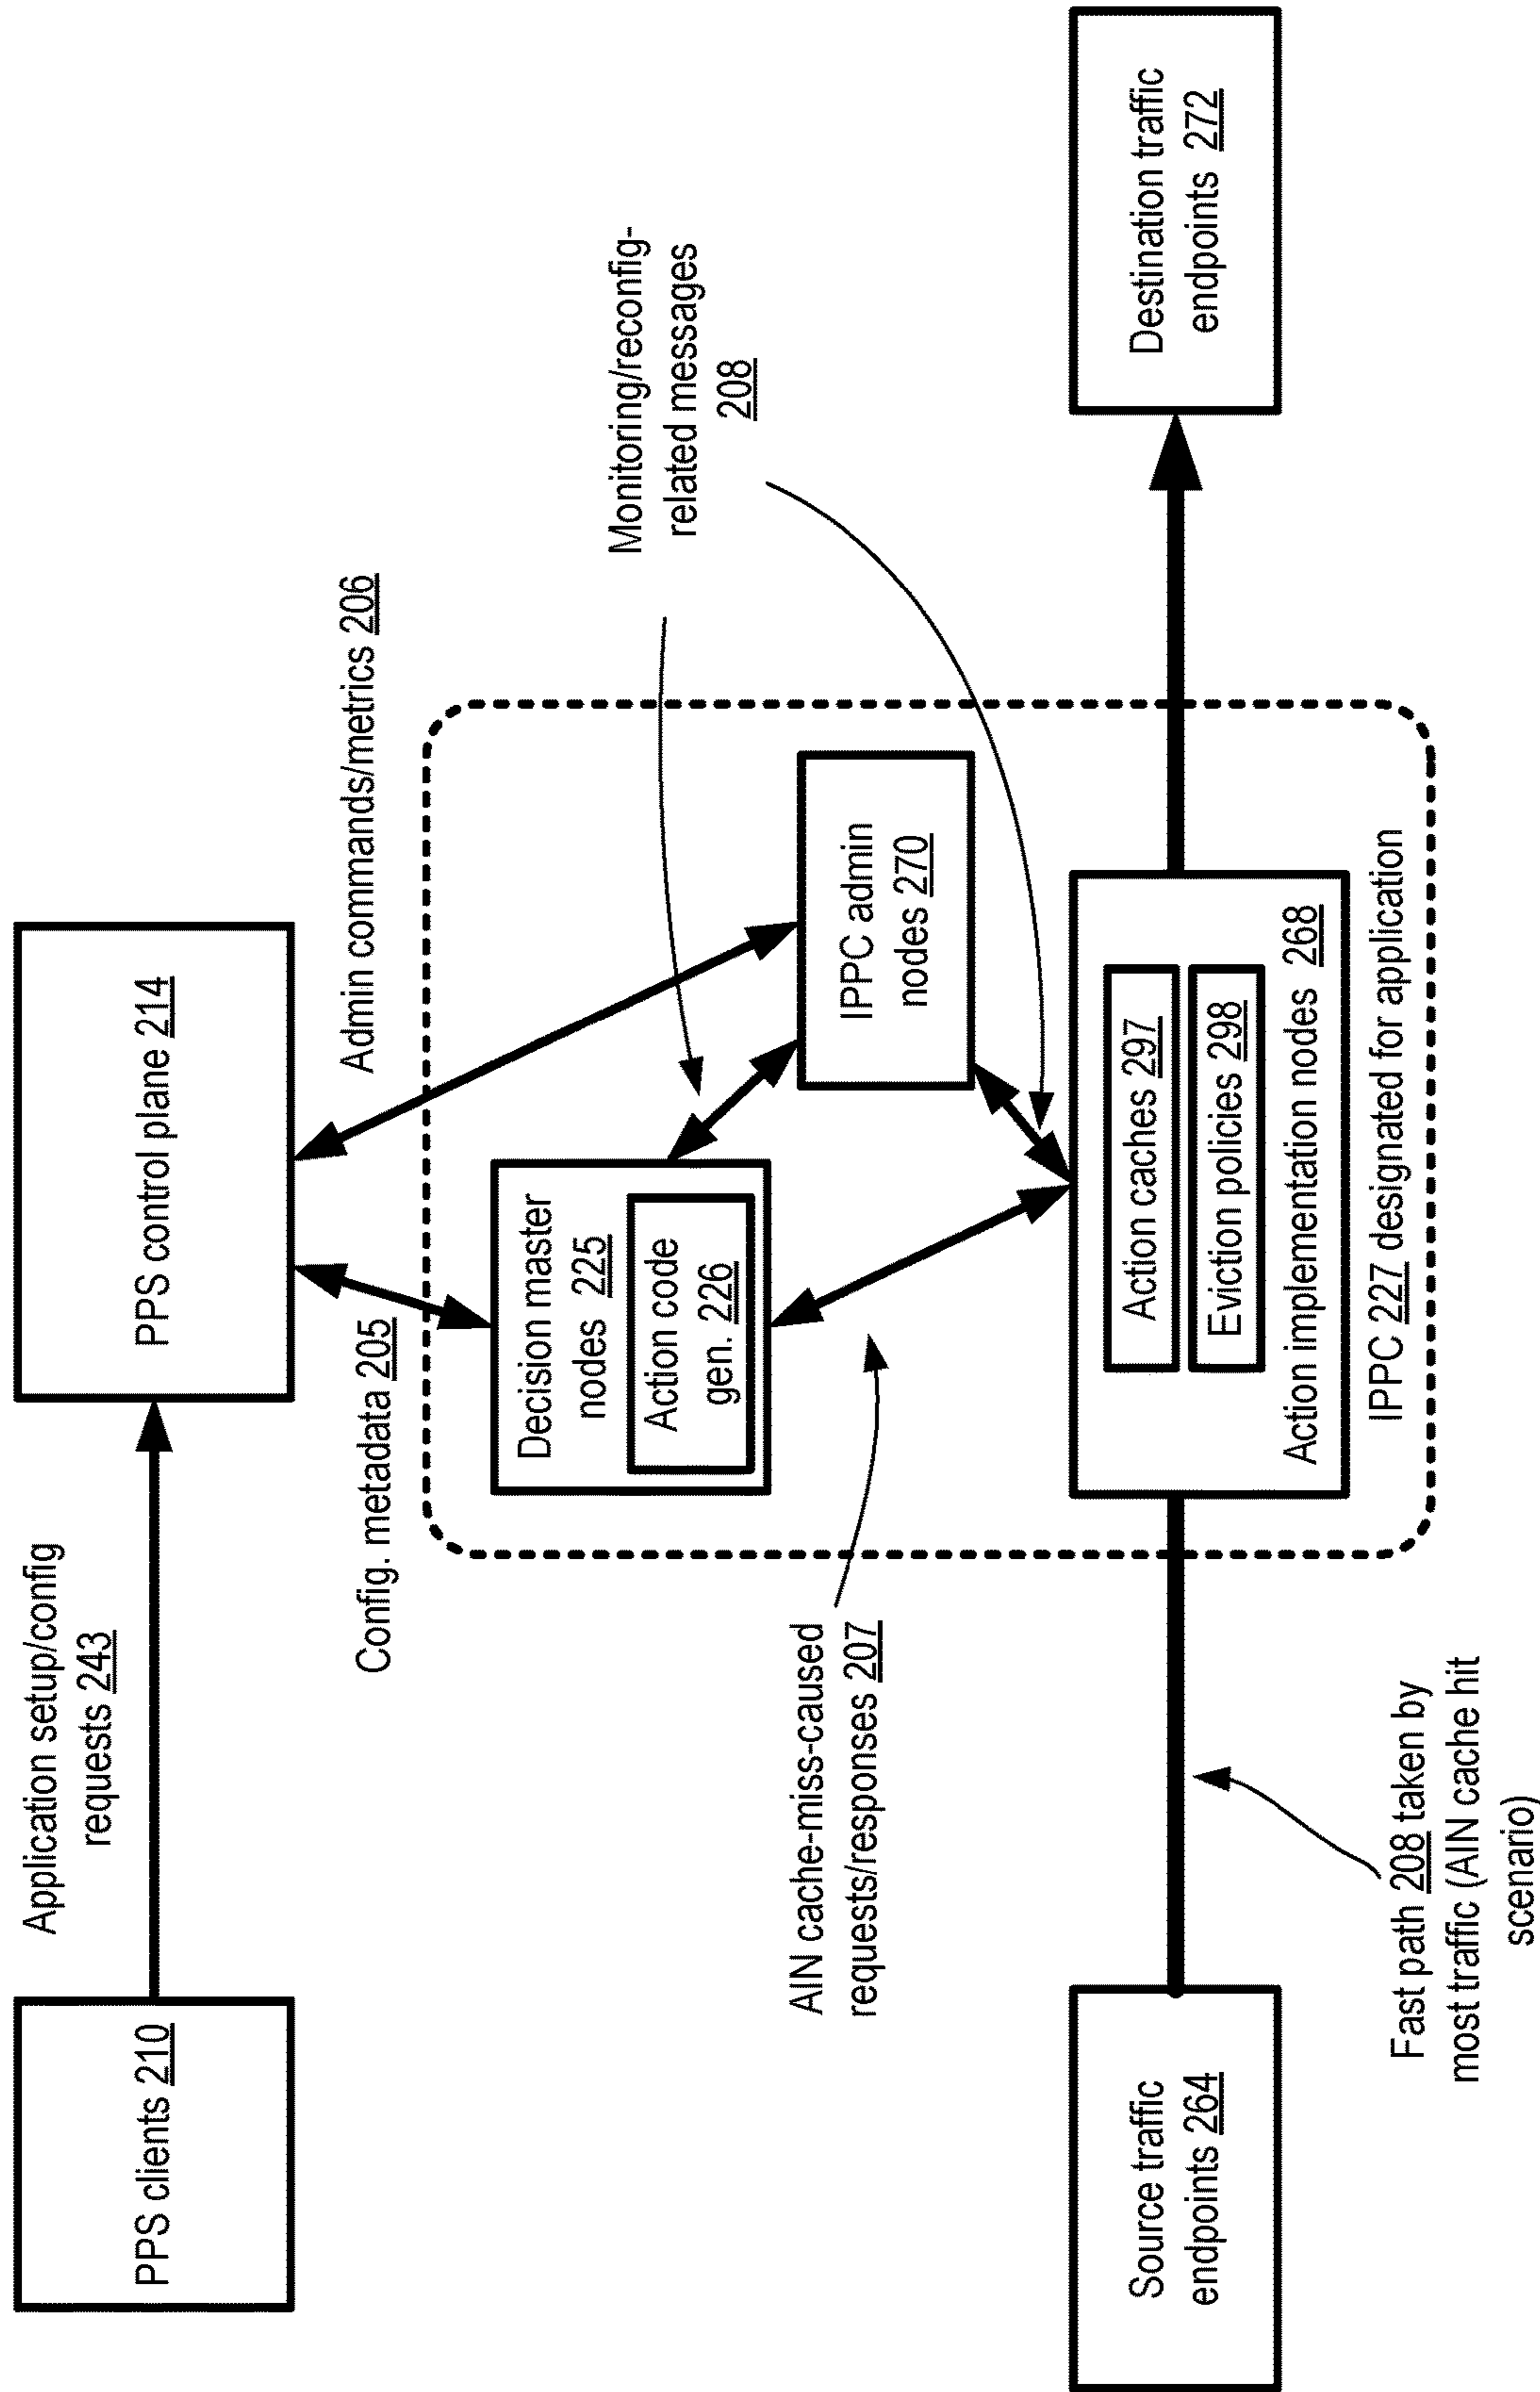 Application setup/config
requests 243
PPS clients 210
PPS control plane 214
Config. metadata 205
Admin commands/metrics 206
Decision master
nodes 225
Action code
gen. 226
Monitoring/reconfig-
related messages
208
IPPC admin
nodes 270
AIN cache-miss-caused
requests/responses 207
Source traffic
endpoints 264
Action caches 297
Eviction policies 298
Action implementation nodes 268
Destination traffic
endpoints 272
IPPC 227 designated for application
Fast path 208 taken by
most traffic (AIN cache hit
scenario)